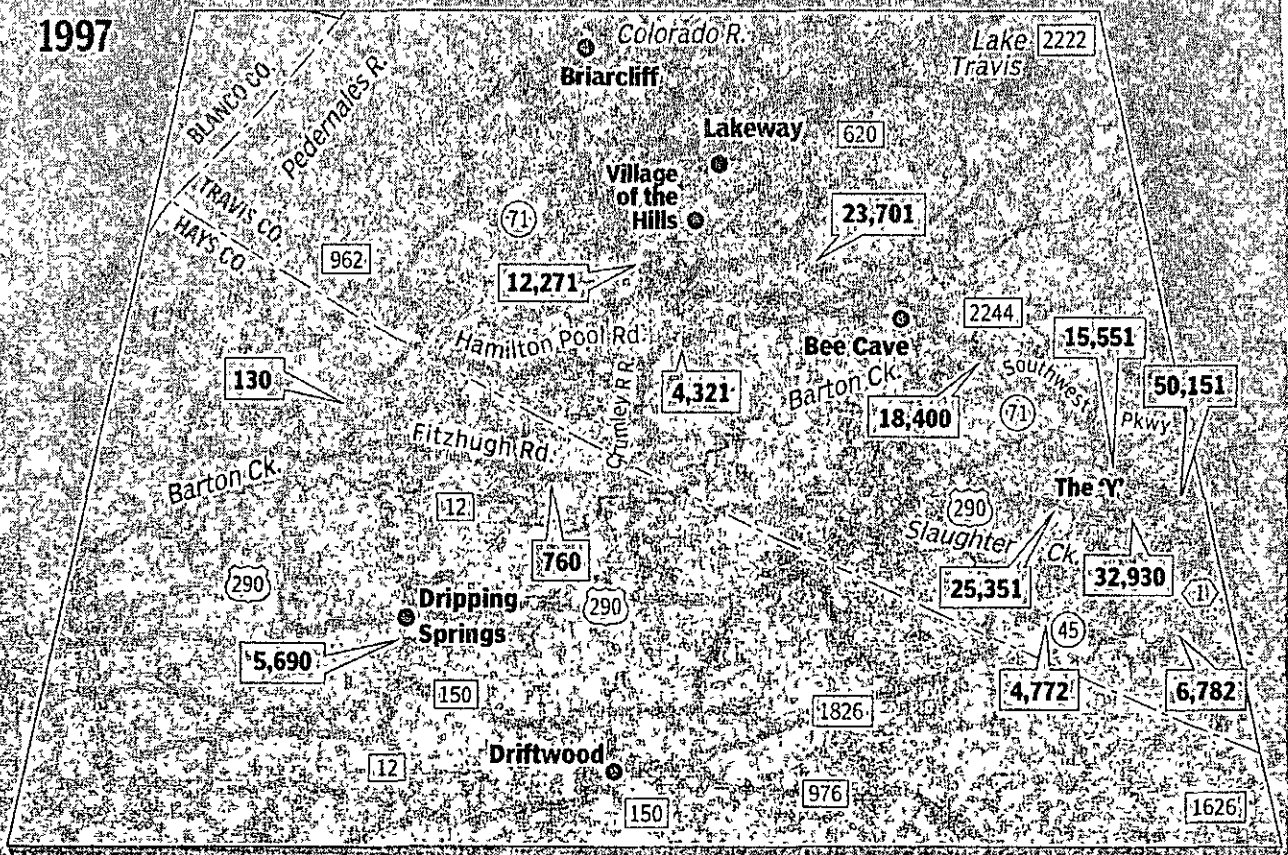 1997
Colorado R.
Lake
Travis
2222
Briarcliff
BLANCO CO.
Pedernales R.
Lakeway
620
Village
of the
Hills
TRAVIS CO.
HAYS CO.
71
23,701
962
12,271
2244
Hamilton Pool Rd.
Bee Cave
15,551
130
4,321
Barton Ck.
Southwest
Pkwy.
50,151
Crumley R R.
18,400
71
Fitzhugh Rd.
Barton Ck.
The 'Y'
12
290
Slaughter
Ck.
760
290
25,351
32,930
1
Dripping
Springs
290
45
5,690
150
4,772
6,782
1826
Driftwood
12
976
150
1626